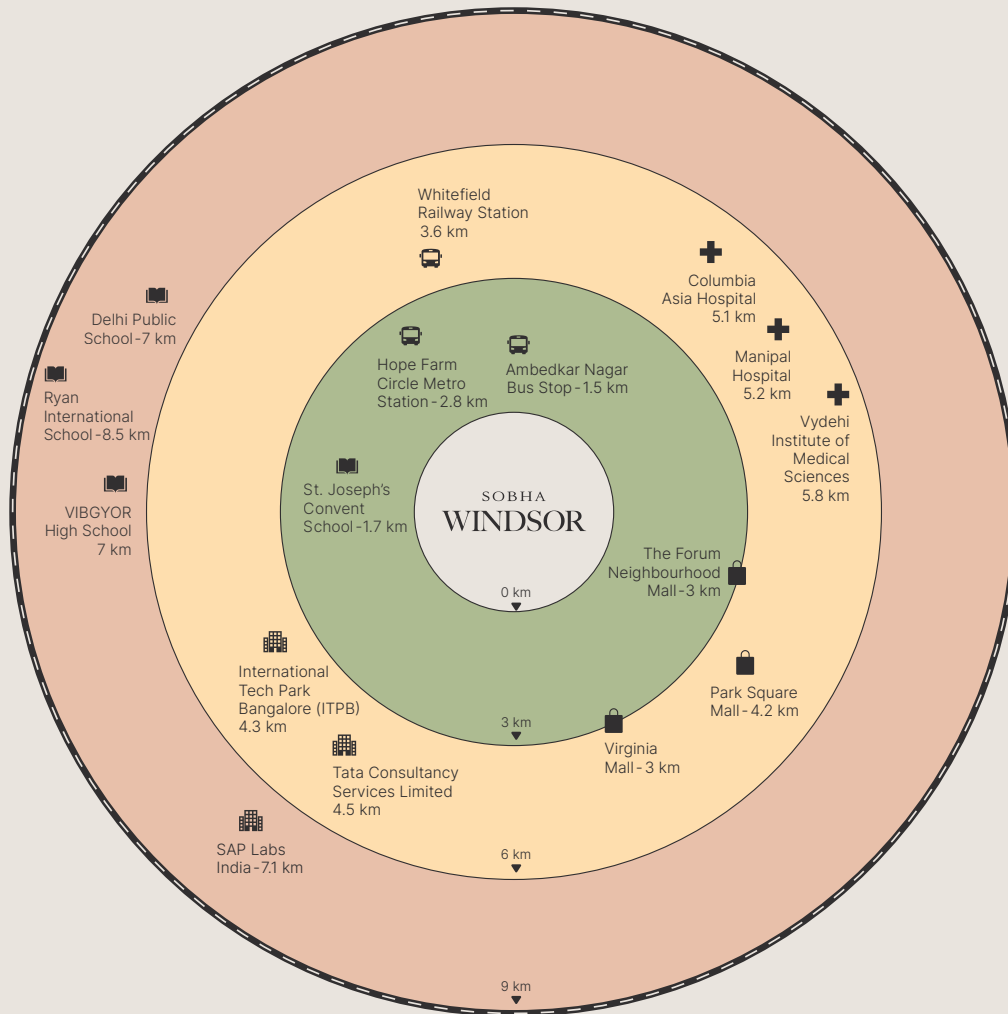 Whitefield
Railway Station
3.6 km
Columbia
Asia Hospital
5.1 km
Delhi Public
School-7 km
Manipal
Hospital
5.2 km
Hope Farm
Circle Metro
Station-2.8 km
Ambedkar Nagar
Bus Stop-1.5 km
Ryan
International
School-8.5 km
Vydehi
Institute of
Medical
Sciences
5.8 km
St. Joseph's
Convent
School-1.7 km
SOBHA
WINDSOR
VIBGYOR
High School
7 km
The Forum
Neighbourhood
Mall-3 km
0 km
International
Tech Park
Bangalore (ITPB)
4.3 km
Park Square
Mall-4.2 km
3 km
Virginia
Mall-3 km
Tata Consultancy
Services Limited
4.5 km
SAP Labs
India-7.1 km
6 km
9 km